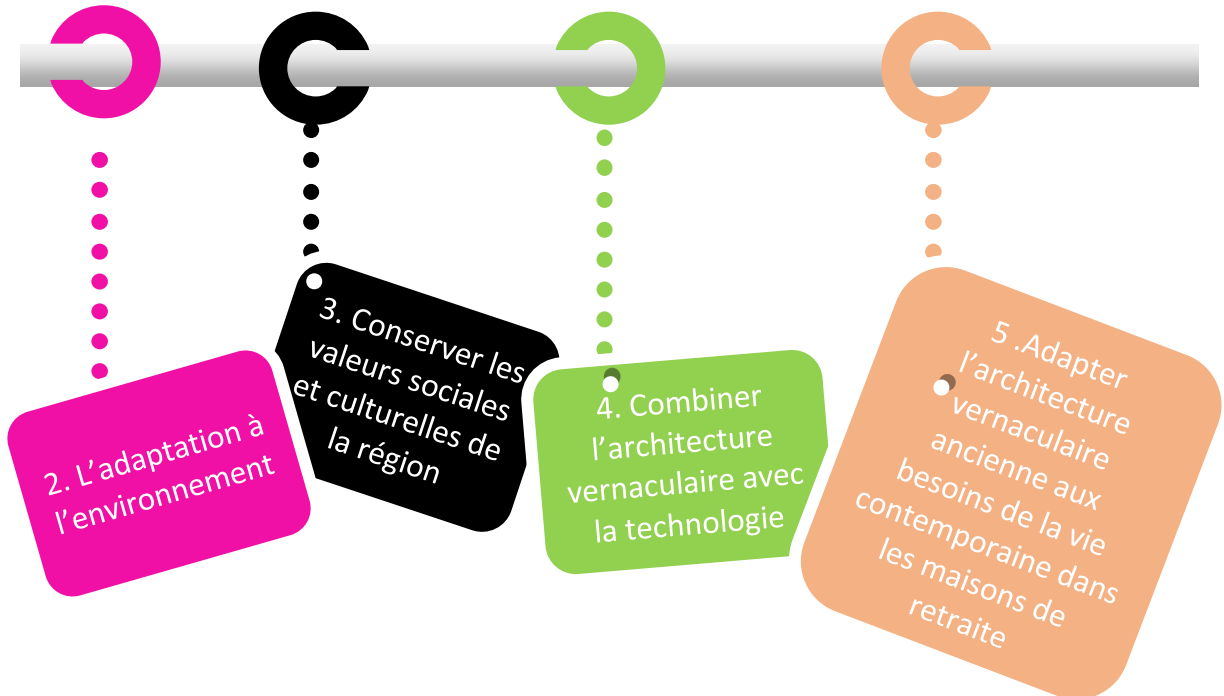 2. L'adaptation à
l'environnement
3. Conserver les
valeurs sociales
et culturelles de
la région
4. Combiner
l'architecture
vernaculaire avec
la technologie
5 .Adapter
l'architecture
vernaculaire
ancienne aux
besoins de la vie
contemporaine dans
les maisons de
retraite